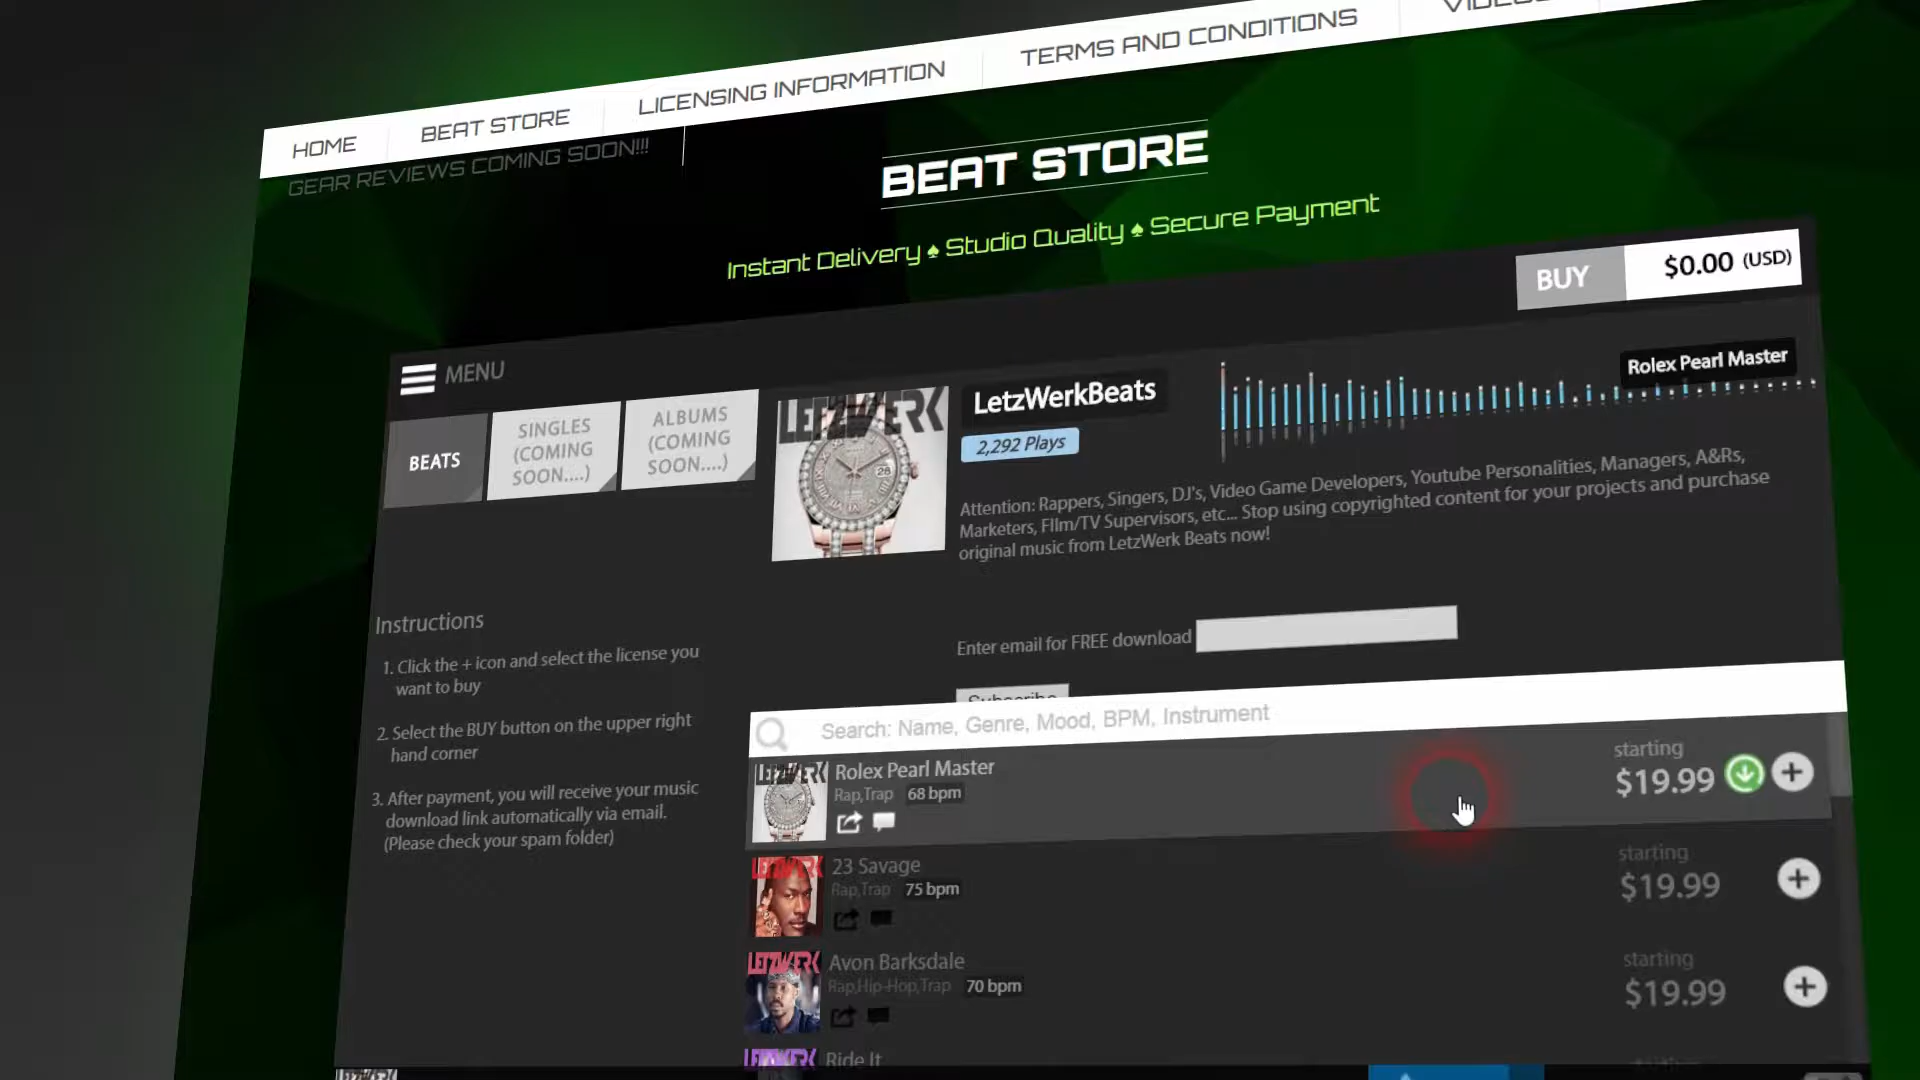 HOME
BEAT STORE
LICENSING INFORMATION
TERMS AND CONDITIONS
GEAR REVIEWS COMING SOON!!!
BEAT STORE
Instant Delivery ♠ Studio Quality ♠ Secure Payment
BUY
$0.00 (USD)
MENU
BEATS
SINGLES
(COMING
SOON....)
ALBUMS
(COMING
SOON....)
LETZWERK
LetzWerkBeats
2,292 Plays
Rolex Pearl Master
Attention: Rappers, Singers, DJ's, Video Game Developers, Youtube Personalities, Managers, A&Rs,
Marketers, FIlm/TV Supervisors, etc... Stop using copyrighted content for your projects and purchase
original music from LetzWerk Beats now!
Instructions
1. Click the + icon and select the license you
want to buy
2. Select the BUY button on the upper right
hand corner
3. After payment, you will receive your music
download link automatically via email.
(Please check your spam folder)
Enter email for FREE download
Subscribe
Search: Name, Genre, Mood, BPM, Instrument
LETZWERK
Rolex Pearl Master
Rap,Trap 68 bpm
starting
$19.99
LETZWERK
23 Savage
Rap,Trap 75 bpm
starting
$19.99
LETZWERK
Avon Barksdale
Rap,Hip-Hop,Trap 70 bpm
starting
$19.99
LETZWERK
Ride It